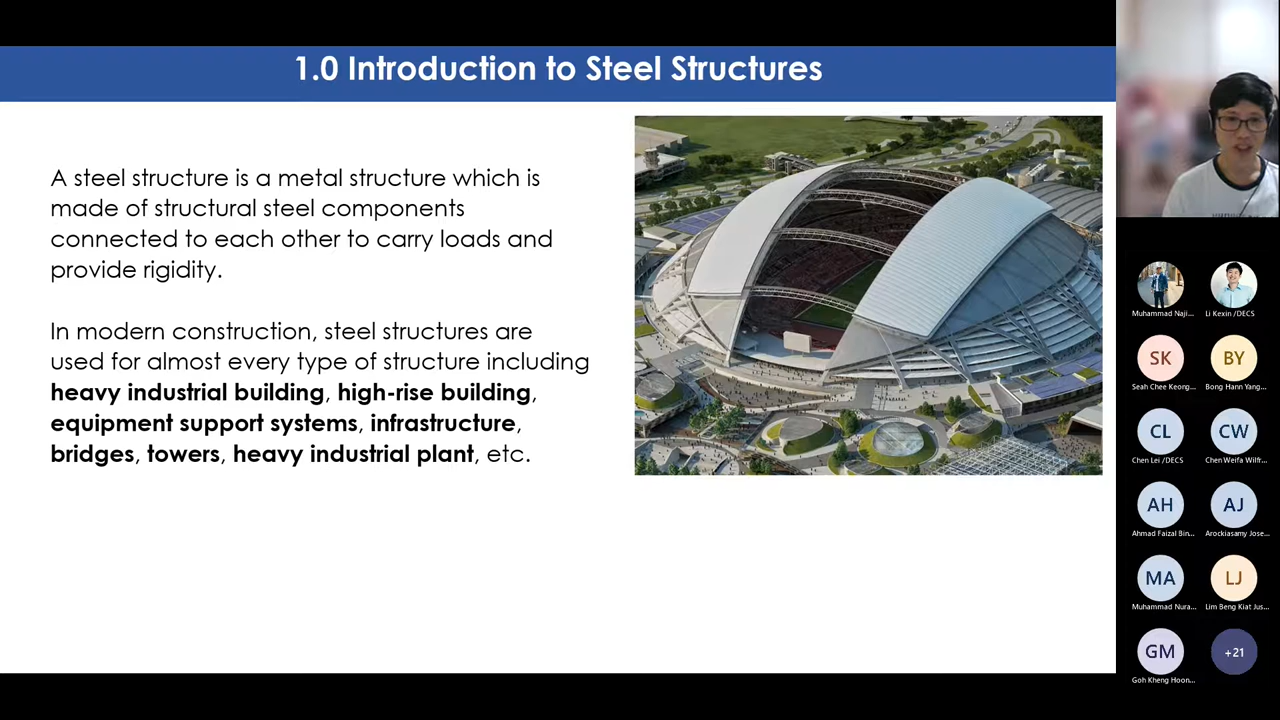 1.0 Introduction to Steel Structures
A steel structure is a metal structure which is
made of structural steel components
connected to each other to carry loads and
provide rigidity.
In modern construction, steel structures are
used for almost every type of structure including
heavy industrial building, high-rise building,
equipment support systems, infrastructure,
bridges, towers, heavy industrial plant, etc.
Muhammad Naji...
Li Kexin /DECS
SK
BY
Seah Chee Keong...
Bong Hann Yang...
CL
CW
Chen Lei /DECS
Chen Weifa Wilfr...
AH
AJ
Ahmad Faizal Bin...
Arockiasamy Jose...
MA
LJ
Muhammad Nura...
Lim Beng Kiat Jus...
GM
+21
Goh Kheng Hoon...